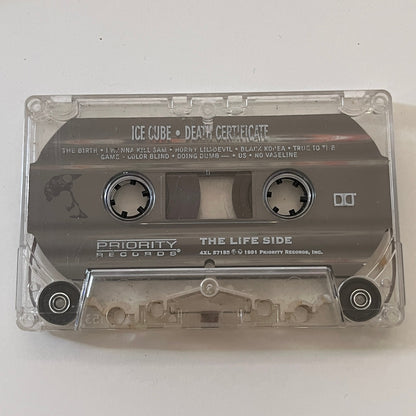 ICE CUBE • DEATH CERTIFICATE
THE BIRTH • I WANNA KILL SAM • HORNY LIL'DEVIL • BLACK KOREA • TRUE TO THE
GAME • COLOR BLIND • DOING DUMB — • US • NO VASELINE
PRIORITY
RECORDS®
THE LIFE SIDE
4XL 57155 ℗ © 1991 PRIORITY RECORDS, INC.